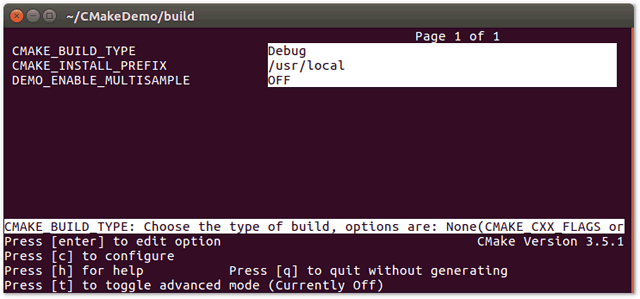 ~/CMakeDemo/build
Page 1 of 1
CMAKE_BUILD_TYPE Debug
CMAKE_INSTALL_PREFIX /usr/local
DEMO_ENABLE_MULTISAMPLE OFF
CMAKE_BUILD_TYPE: Choose the type of build, options are: None(CMAKE_CXX_FLAGS or
Press [enter] to edit option CMake Version 3.5.1
Press [c] to configure
Press [h] for help Press [q] to quit without generating
Press [t] to toggle advanced mode (Currently Off)